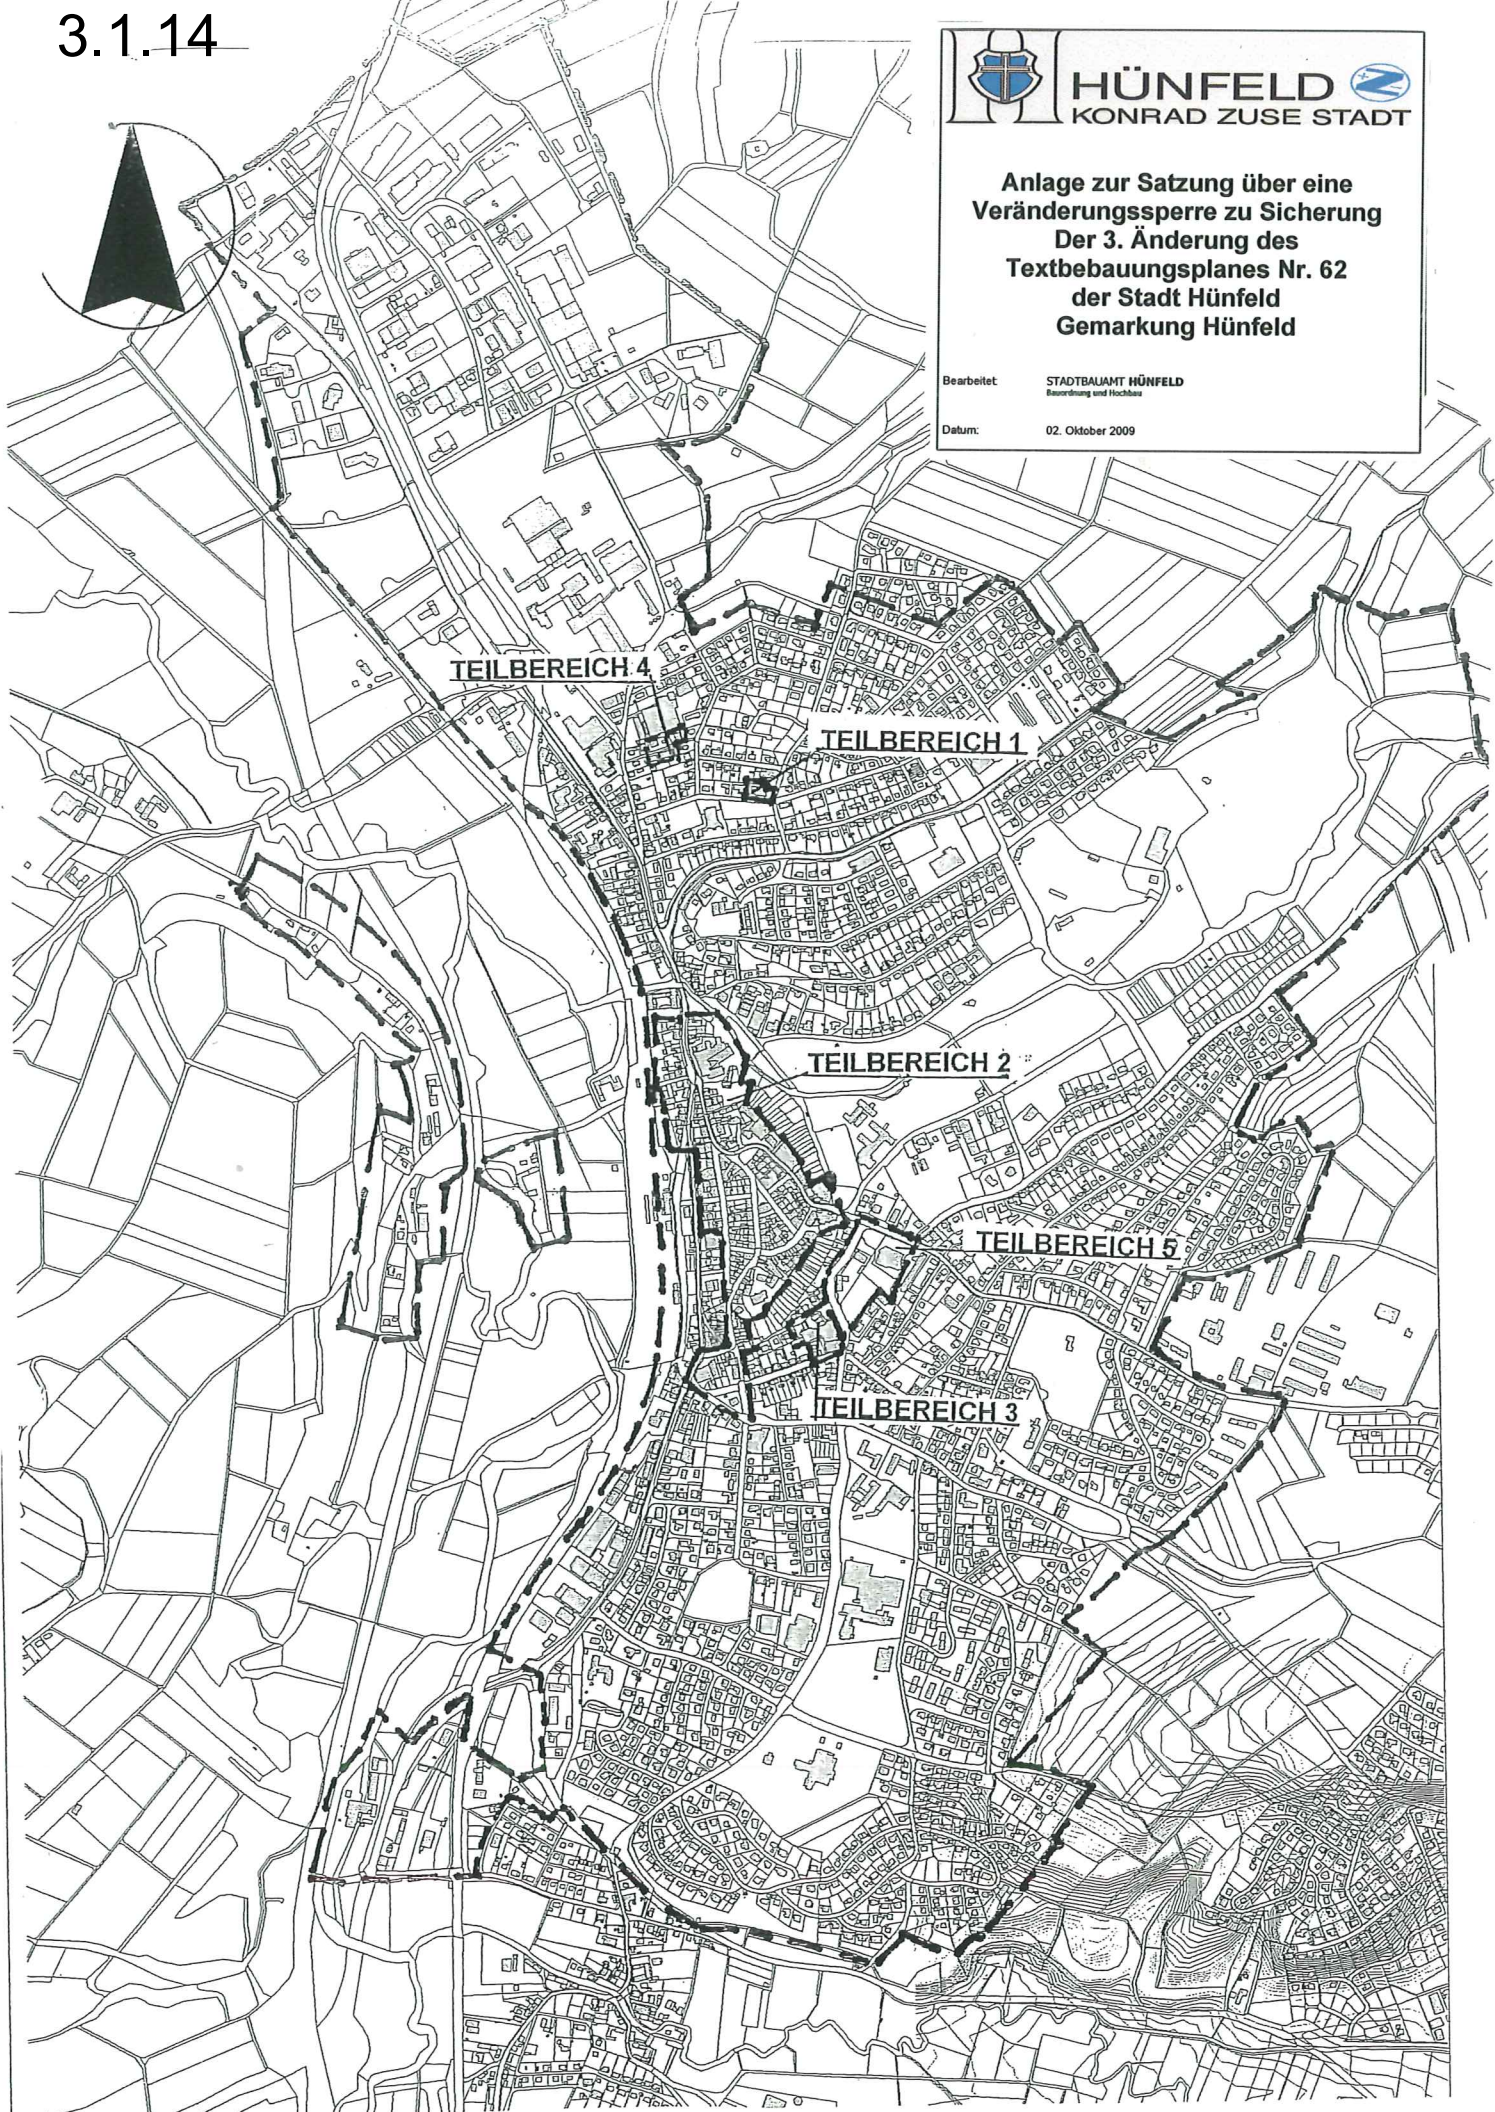 3.1.14
HÜNFELD
KONRAD ZUSE STADT
Anlage zur Satzung über eine
Veränderungssperre zu Sicherung
Der 3. Änderung des
Textbebauungsplanes Nr. 62
der Stadt Hünfeld
Gemarkung Hünfeld
Bearbeitet: STADTBAUAMT HÜNFELD
Bauordnung und Hochbau
Datum: 02. Oktober 2009
TEILBEREICH 4
TEILBEREICH 1
TEILBEREICH 2
TEILBEREICH 5
TEILBEREICH 3